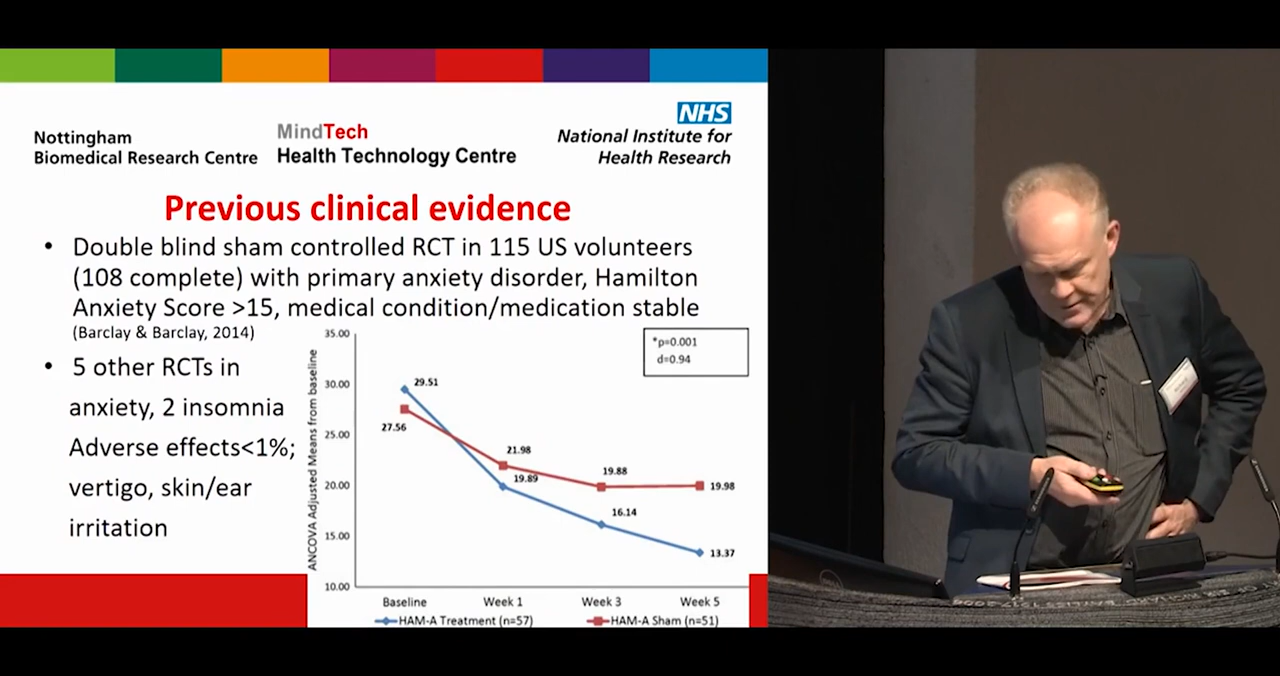 Nottingham
Biomedical Research Centre
MindTech
Health Technology Centre
NHS
National Institute for
Health Research
Previous clinical evidence
• Double blind sham controlled RCT in 115 US volunteers
(108 complete) with primary anxiety disorder, Hamilton
Anxiety Score >15, medical condition/medication stable
(Barclay & Barclay, 2014)
• 5 other RCTs in
anxiety, 2 insomnia
Adverse effects<1%;
vertigo, skin/ear
irritation
ANCOVA Adjusted Means from baseline
35.00
30.00
25.00
20.00
15.00
10.00
*p=0.001
d=0.94
29.51
27.56
21.98
19.89
19.88
16.14
19.98
13.37
Baseline
Week 1
Week 3
Week 5
HAM-A Treatment (n=57)
HAM-A Sham (n=51)
DELL